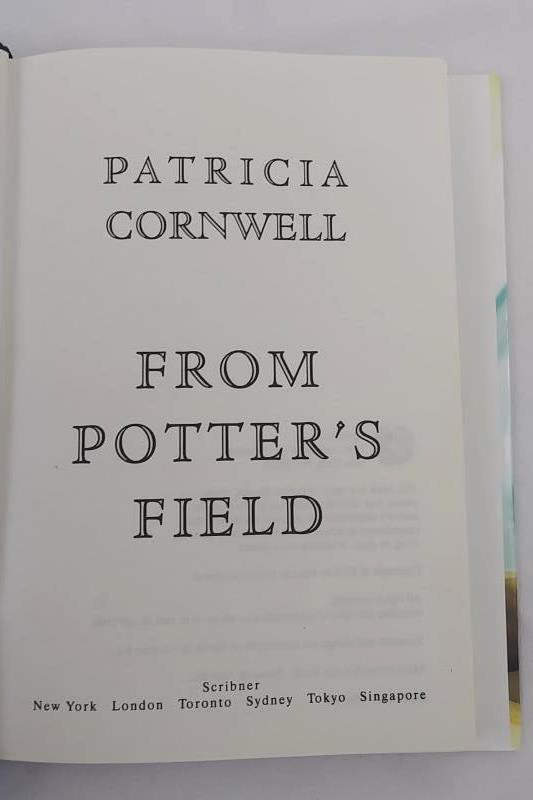 PATRICIA
CORNWELL
FROM
POTTER'S
FIELD
Scribner
New York London Toronto Sydney Tokyo Singapore